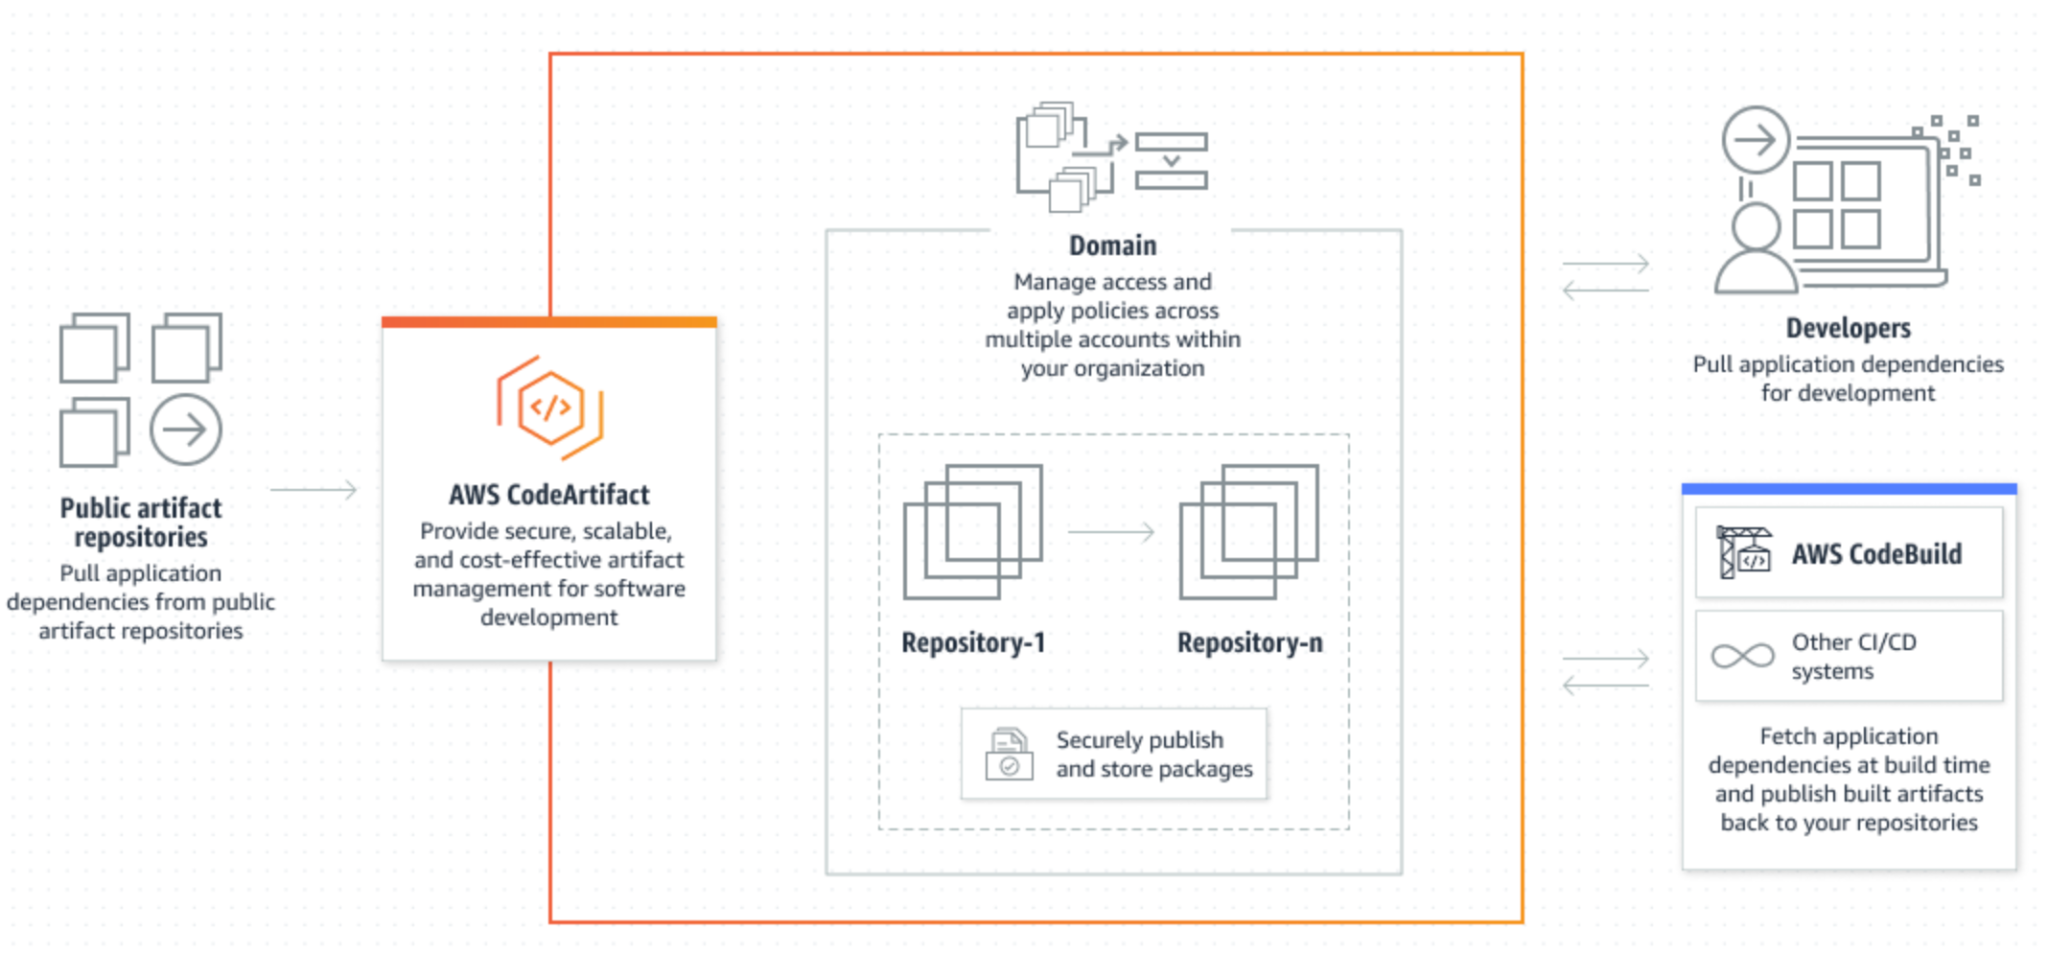 Public artifact
repositories
Pull application
dependencies from public
artifact repositories
AWS CodeArtifact
Provide secure, scalable,
and cost-effective artifact
management for software
development
Domain
Manage access and
apply policies across
multiple accounts within
your organization
Repository-1
Repository-n
Securely publish
and store packages
Developers
Pull application dependencies
for development
AWS CodeBuild
Other CI/CD
systems
Fetch application
dependencies at build time
and publish built artifacts
back to your repositories